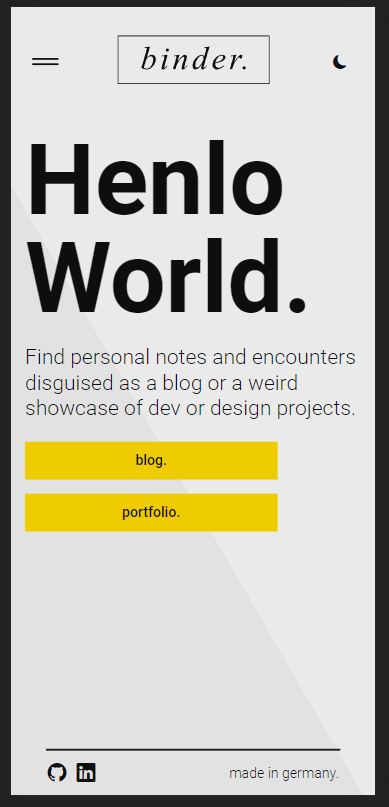 binder.
Henlo
World.
Find personal notes and encounters
disguised as a blog or a weird
showcase of dev or design projects.
blog.
portfolio.
in
made in germany.